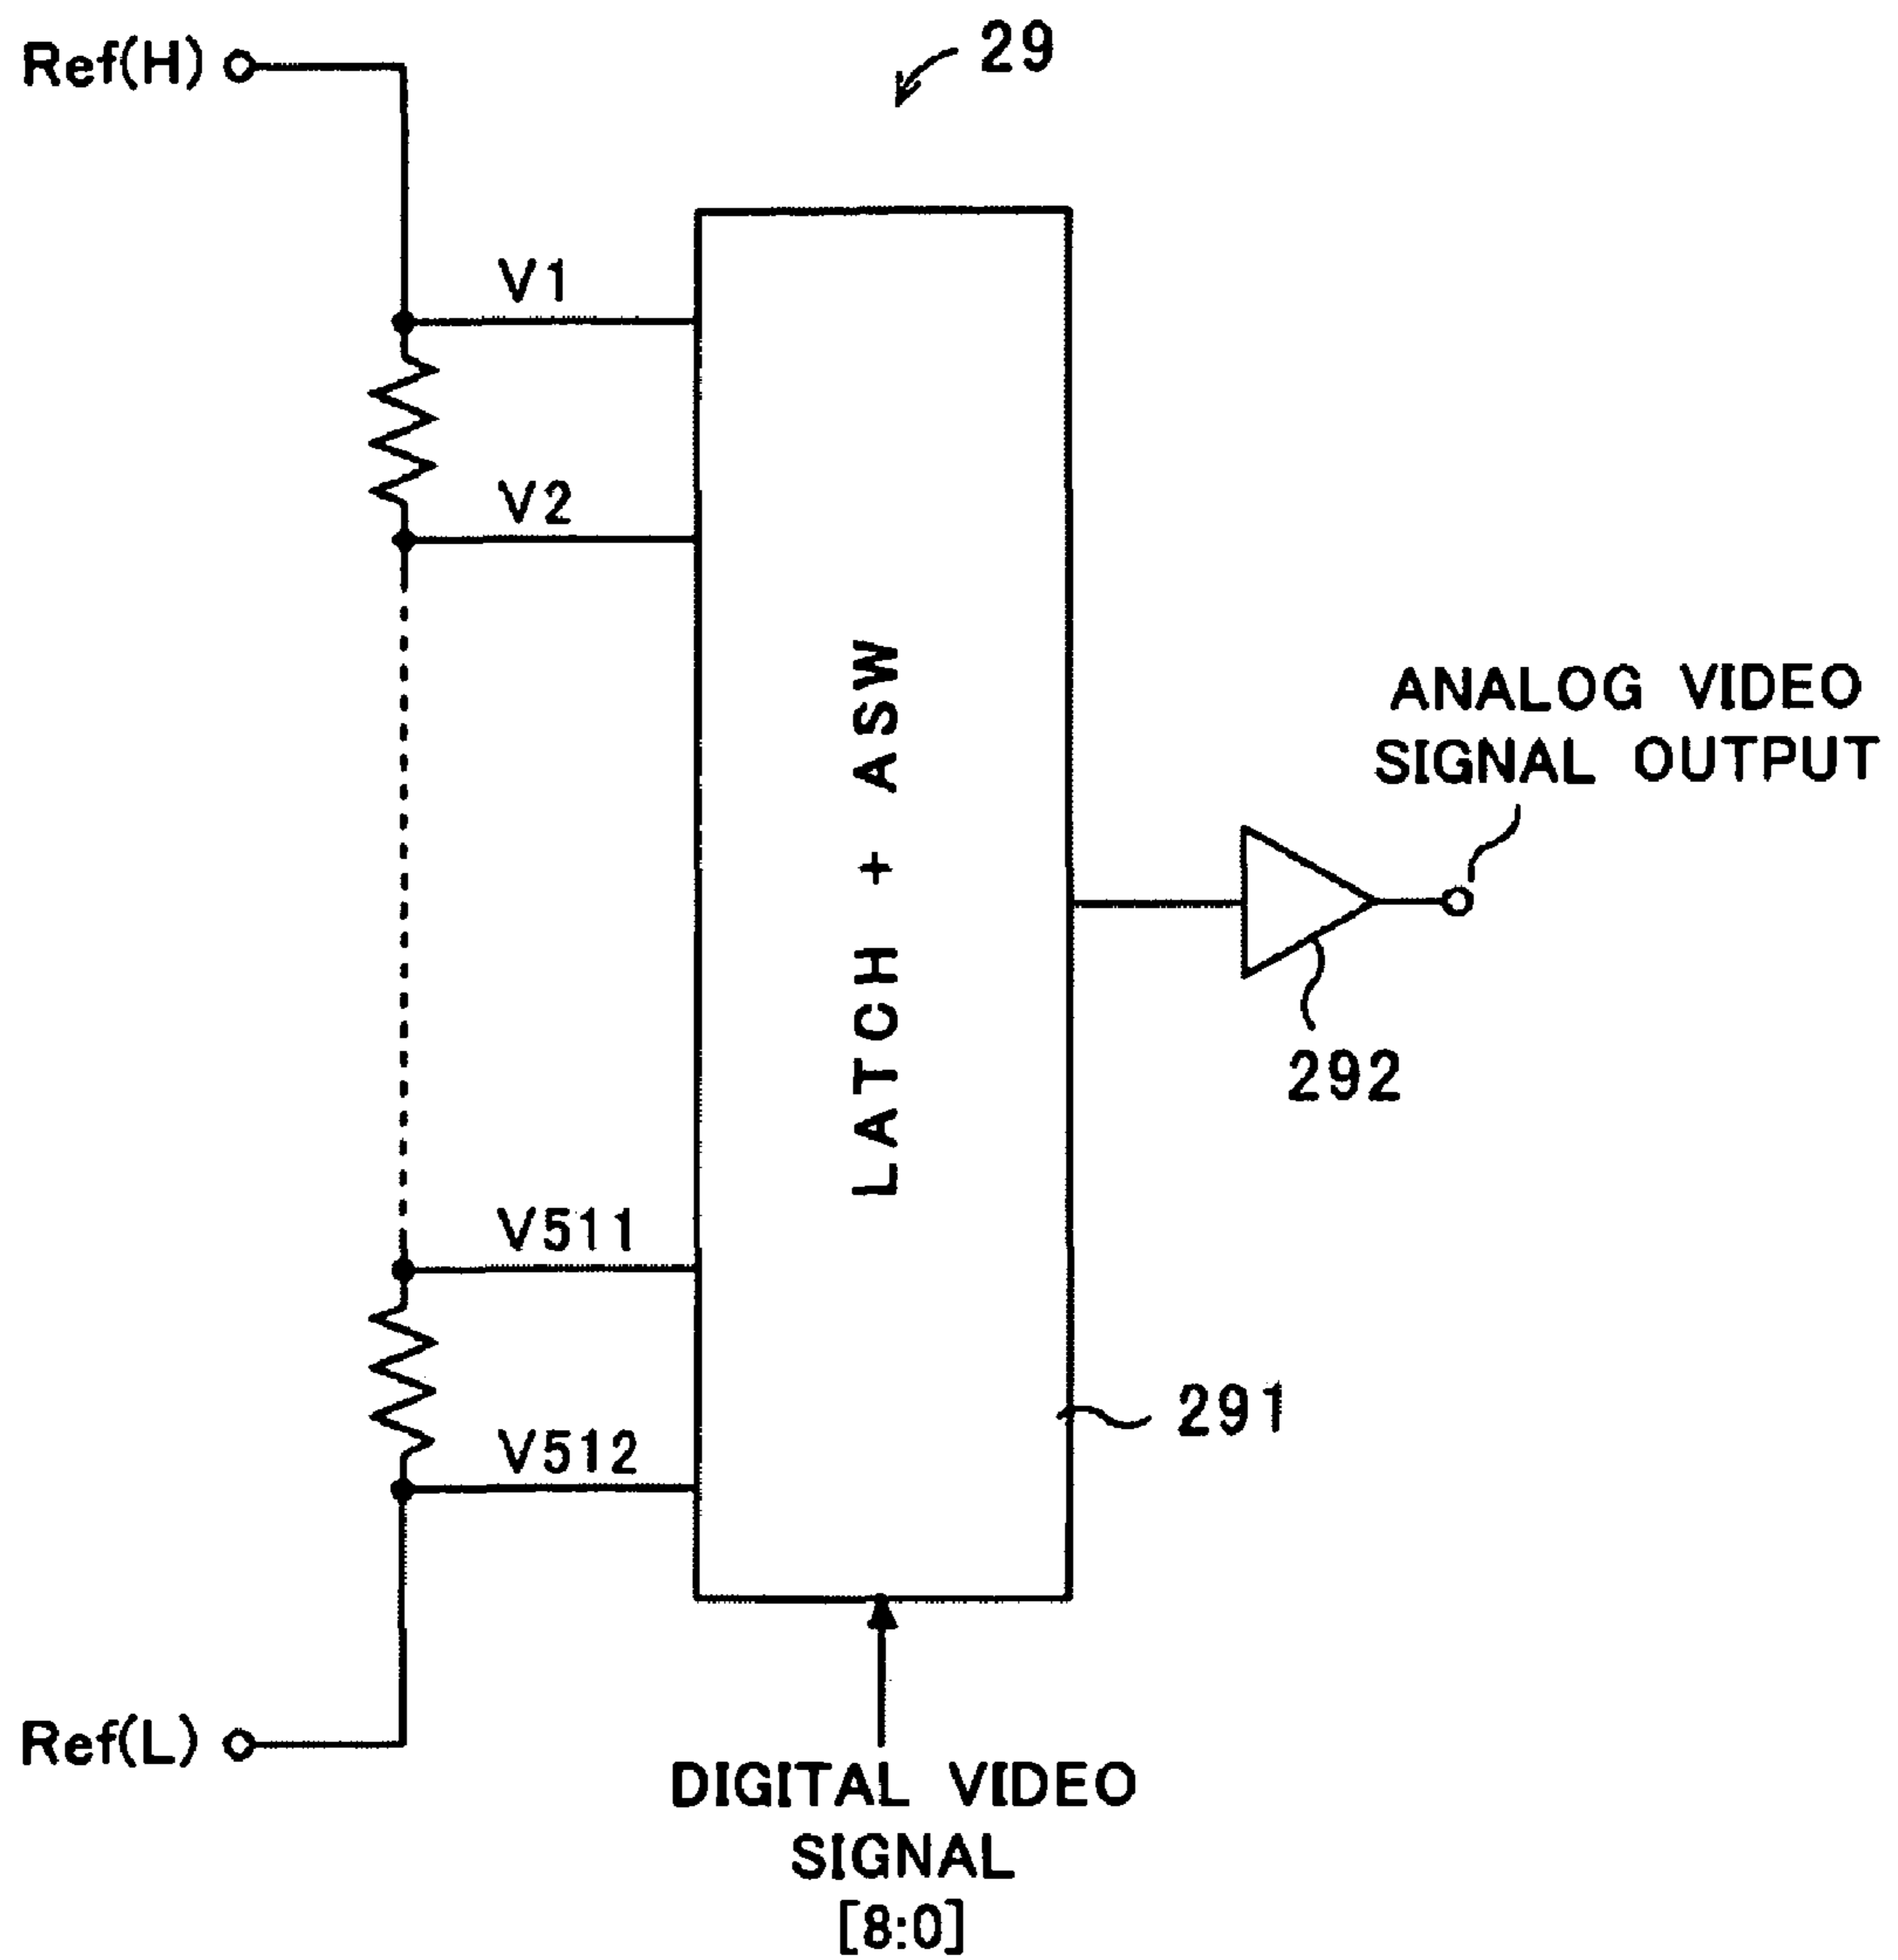 Ref(H)
29
V1
V2
LATCH + ASW
ANALOG VIDEO
SIGNAL OUTPUT
292
V511
291
V512
Ref(L)
DIGITAL VIDEO
SIGNAL
[8:0]